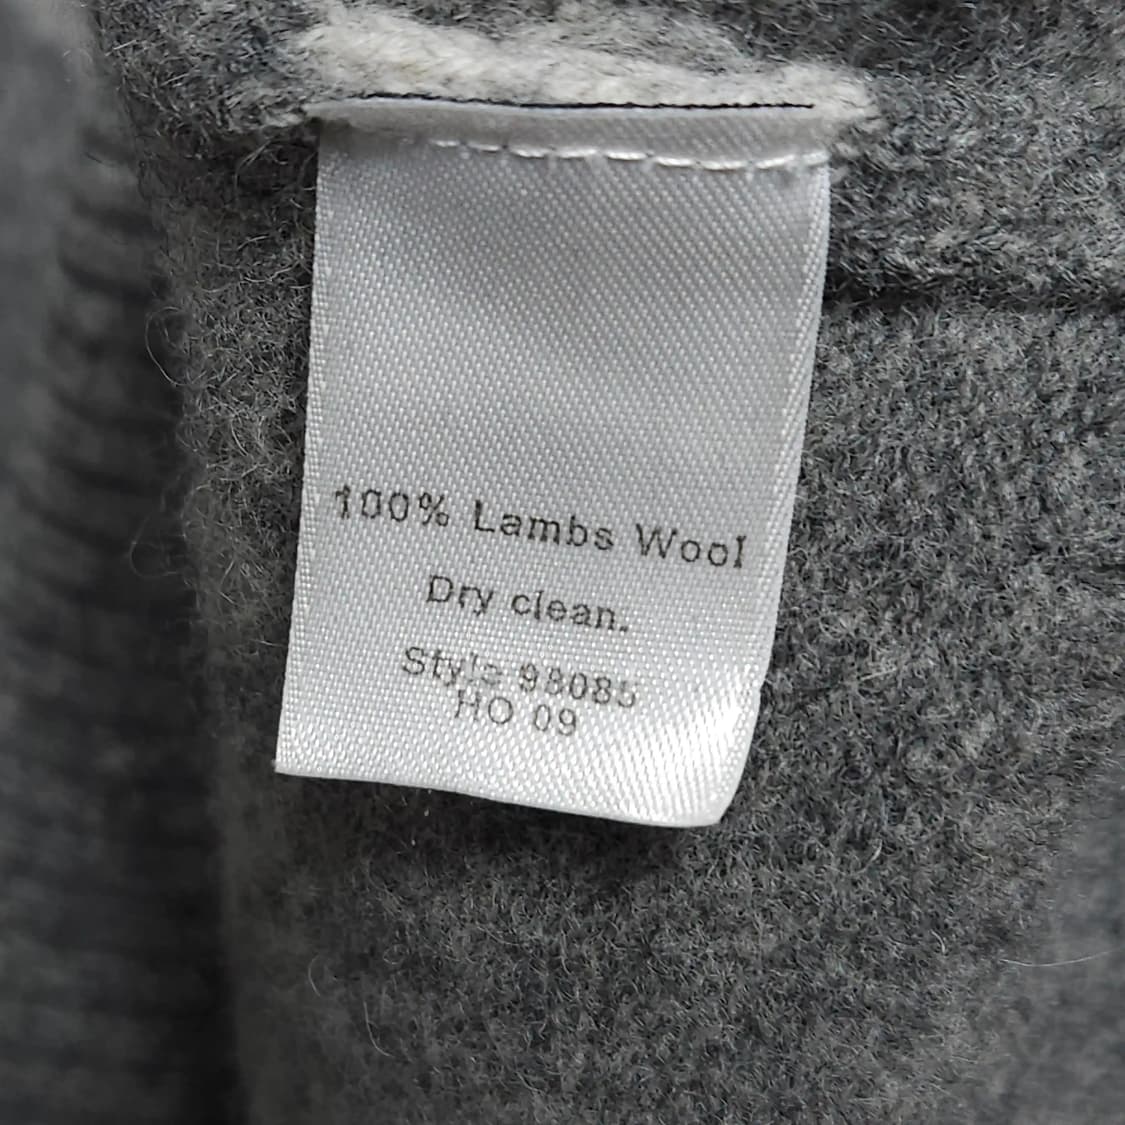 100% Lambs Wool
Dry clean.
Style 98085
HO 09